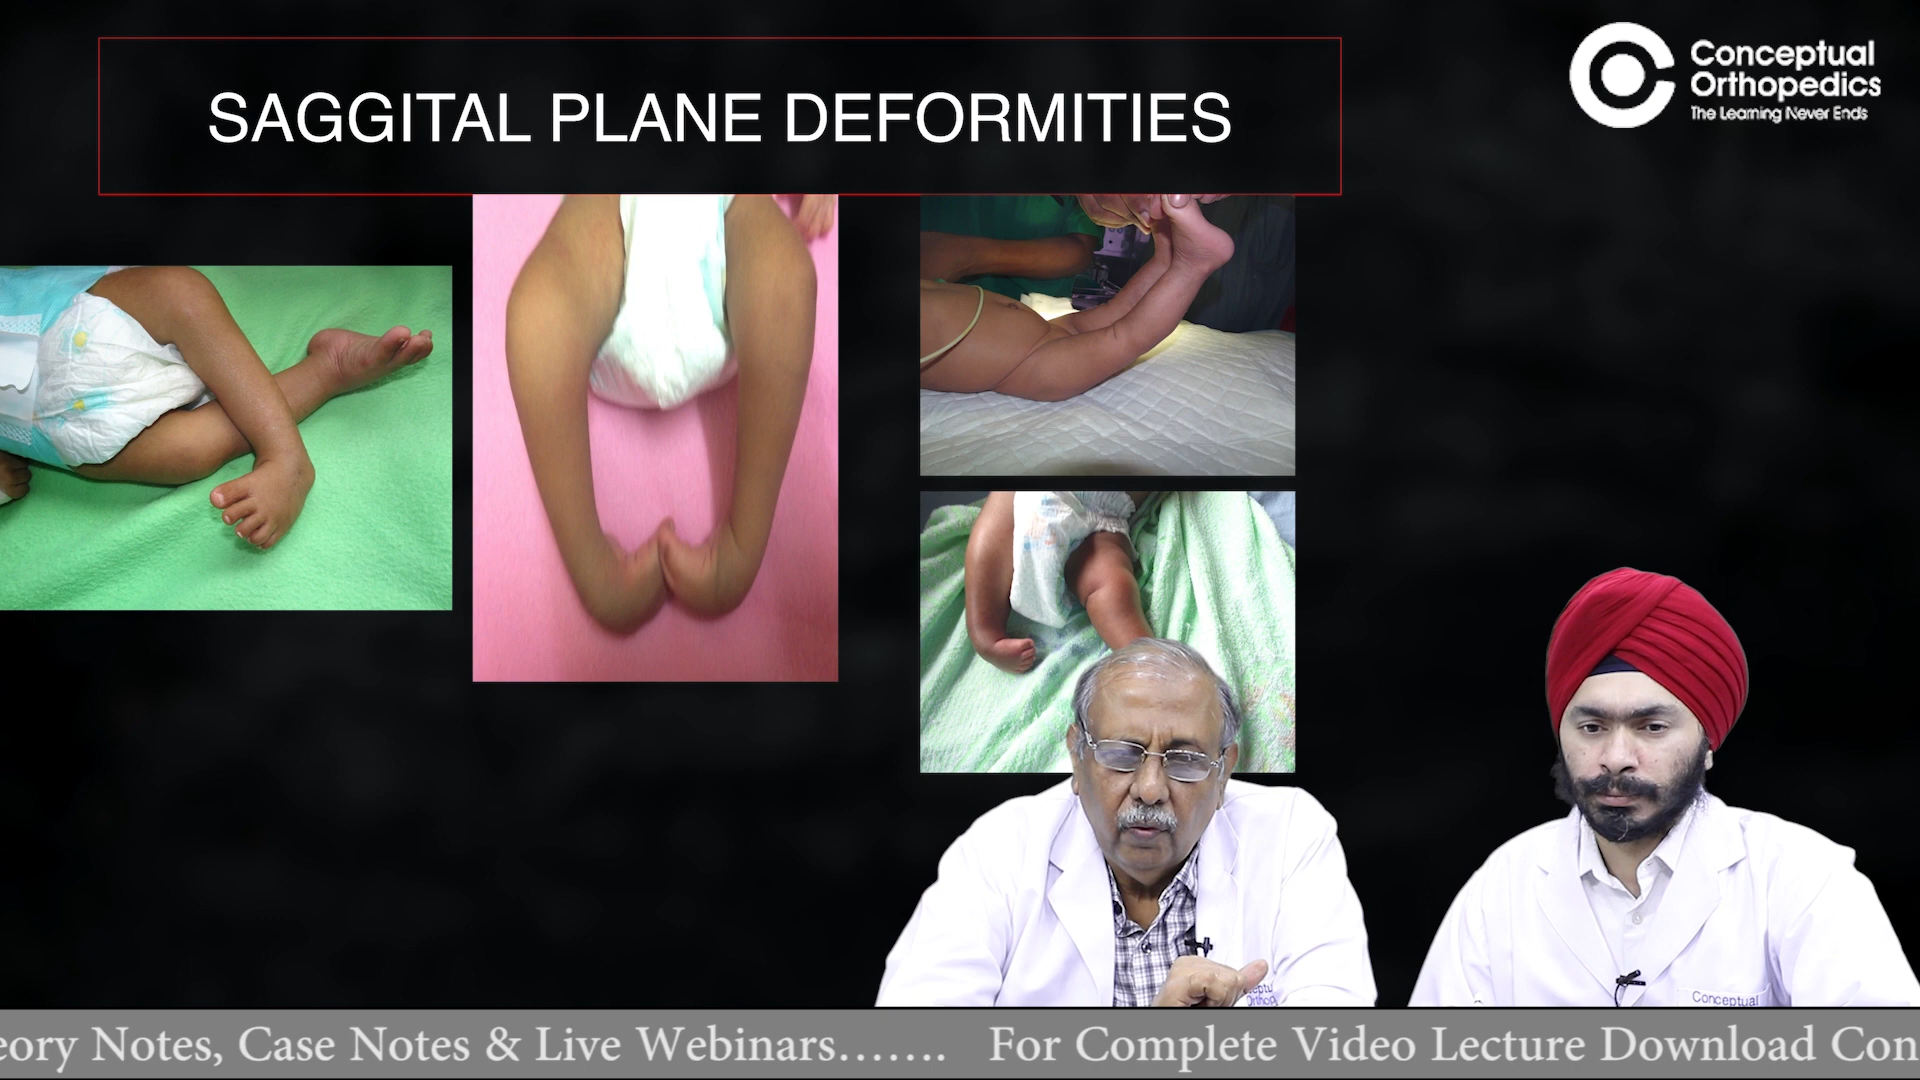 SAGGITAL PLANE DEFORMITIES
Conceptual
Orthopedics
The Learning Never Ends
Conceptual
eory Notes, Case Notes & Live Webinars....... For Complete Video Lecture Download Con